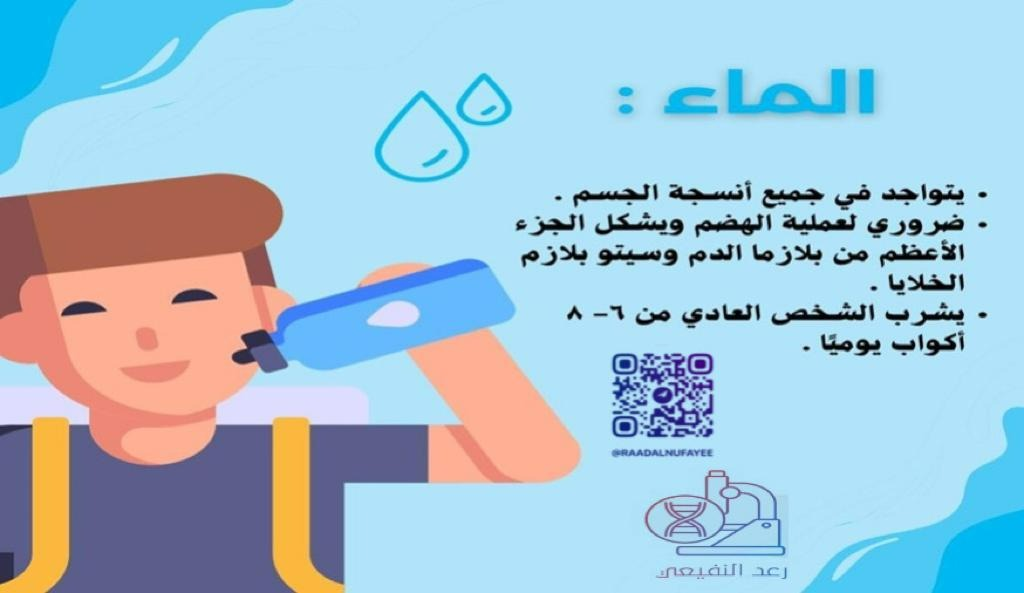 الماء :
• يتواجد في جميع أنسجة الجسم .
• ضروري لعملية الهضم ويشكل الجزء
الأعظم من بلازما الدم وسيتو بلازم
الخلايا .
• يشرب الشخص العادي من ٦- ٨
أكواب يوميًا .
@RAADALNUFAYEE
رعد النفيعي